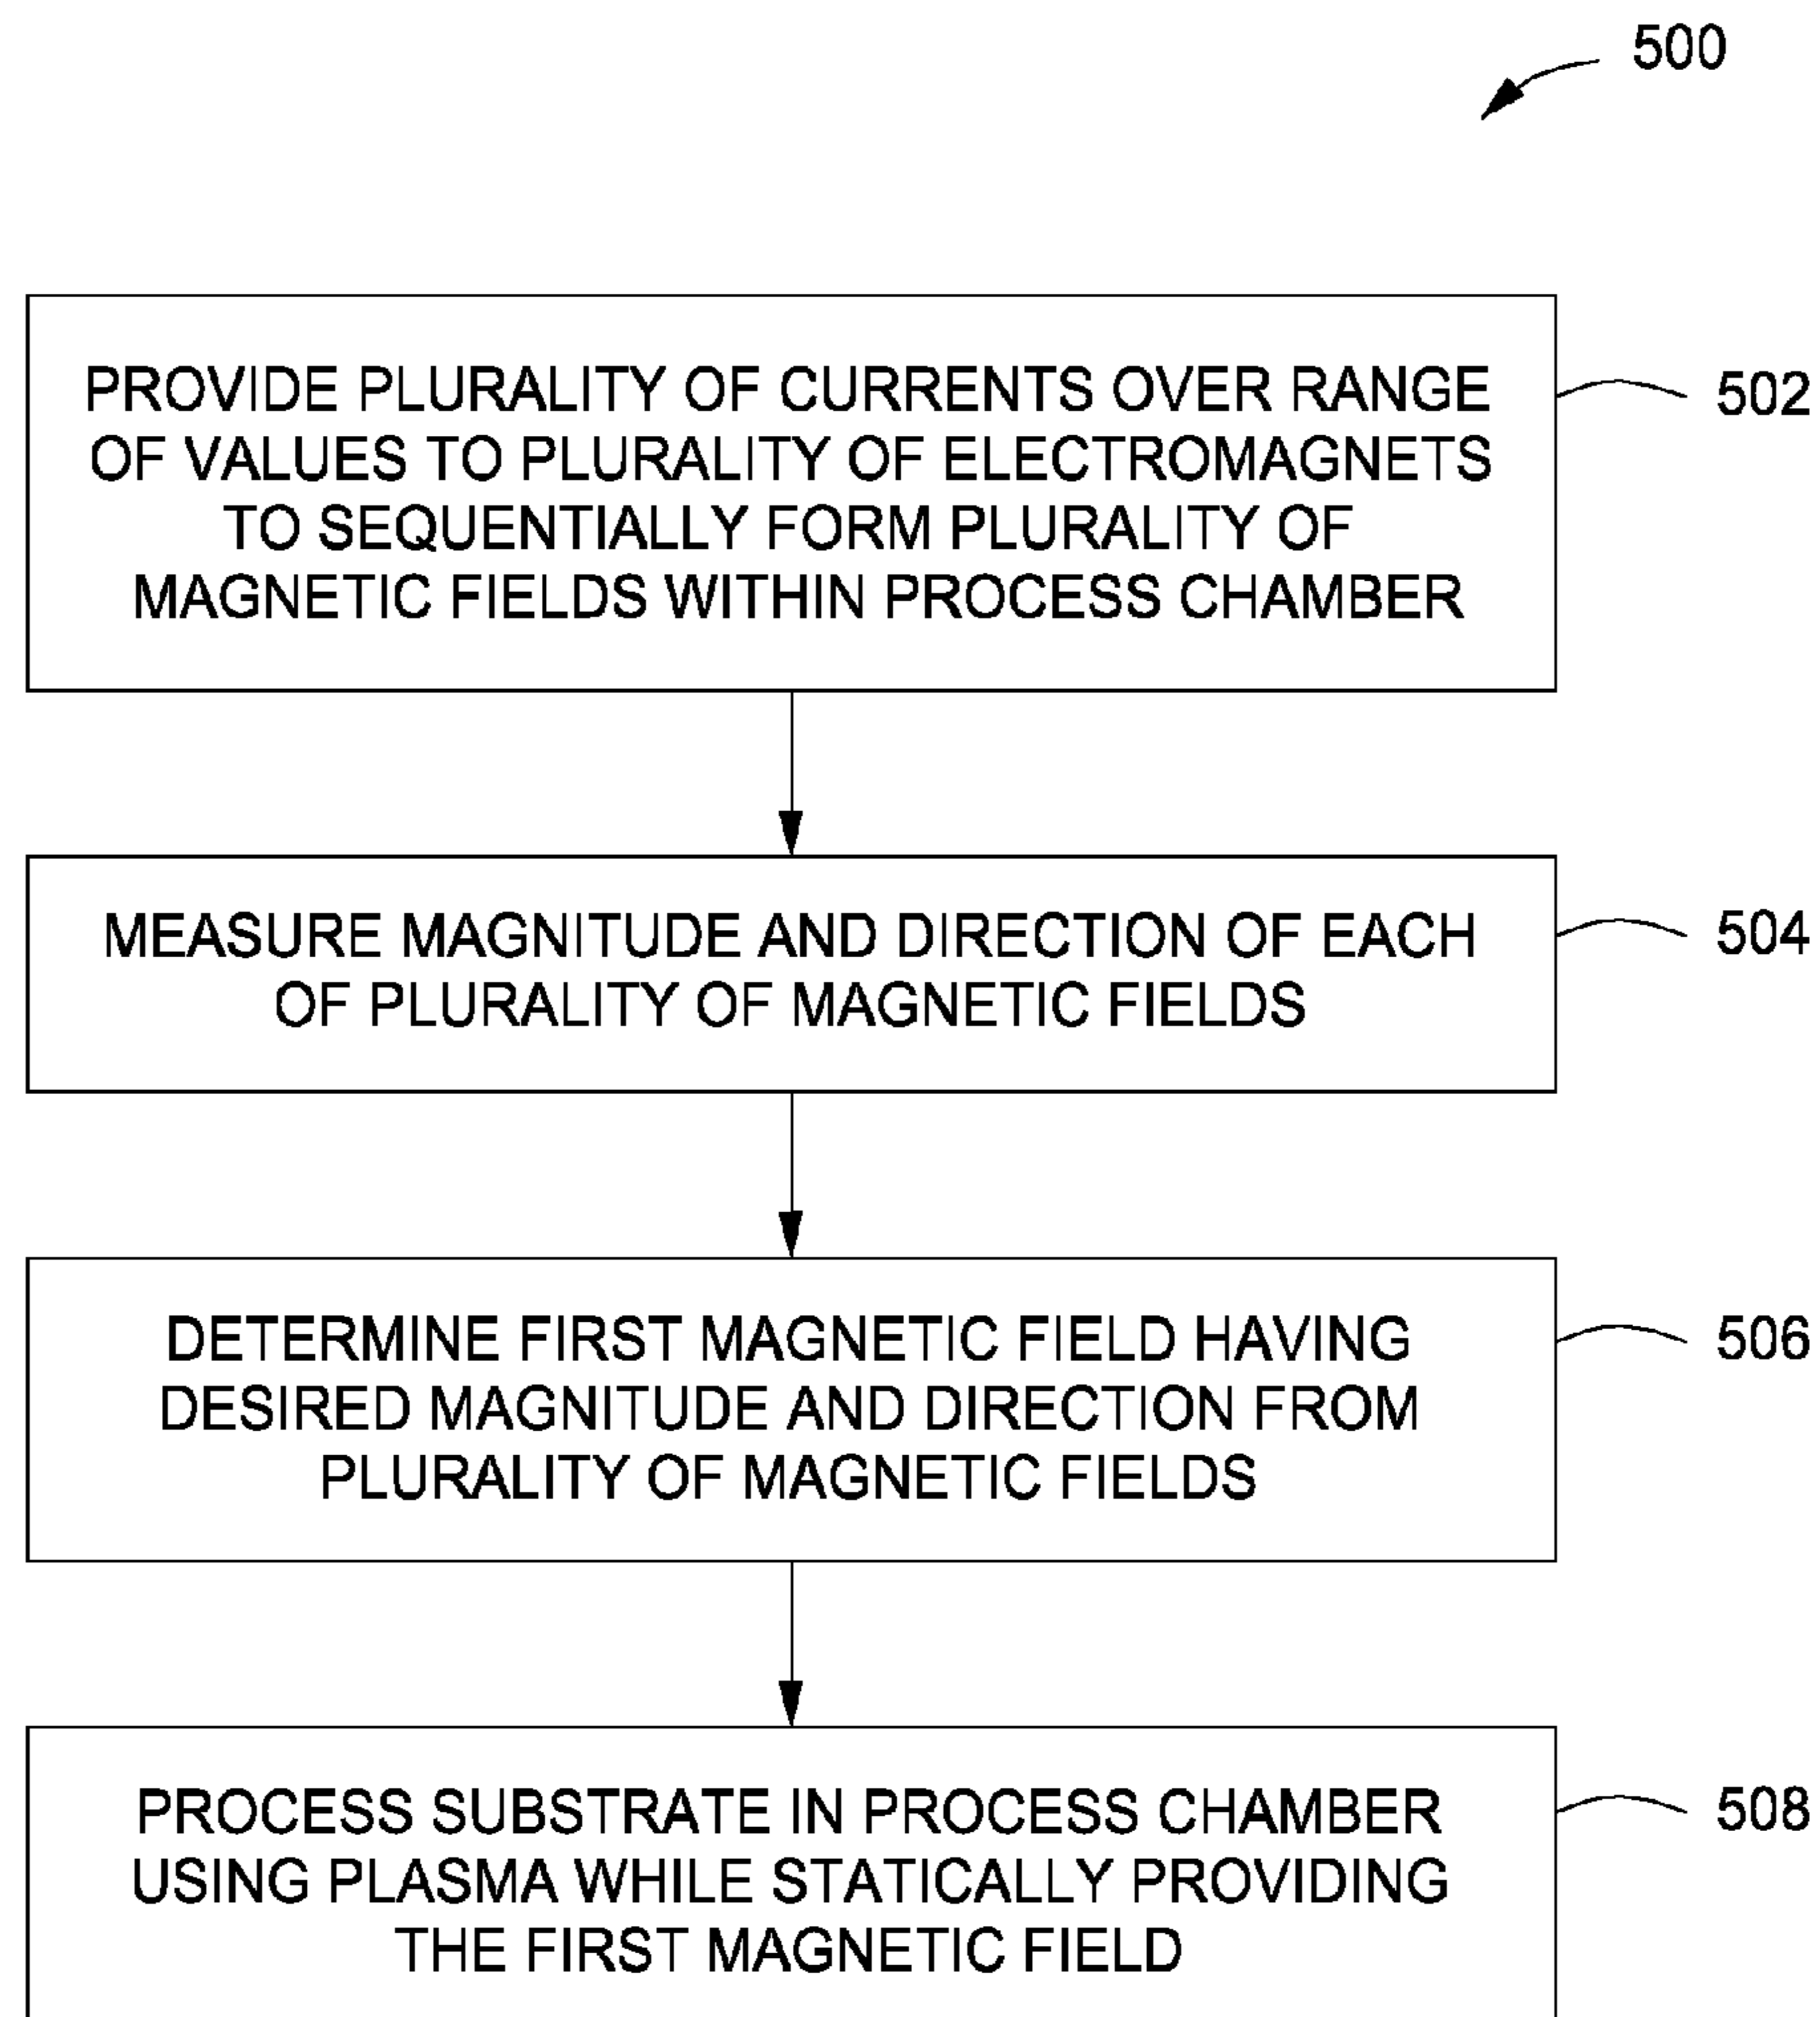 500
PROVIDE PLURALITY OF CURRENTS OVER RANGE
OF VALUES TO PLURALITY OF ELECTROMAGNETS
TO SEQUENTIALLY FORM PLURALITY OF
MAGNETIC FIELDS WITHIN PROCESS CHAMBER
502
MEASURE MAGNITUDE AND DIRECTION OF EACH
OF PLURALITY OF MAGNETIC FIELDS
504
DETERMINE FIRST MAGNETIC FIELD HAVING
DESIRED MAGNITUDE AND DIRECTION FROM
PLURALITY OF MAGNETIC FIELDS
506
PROCESS SUBSTRATE IN PROCESS CHAMBER
USING PLASMA WHILE STATICALLY PROVIDING
THE FIRST MAGNETIC FIELD
508